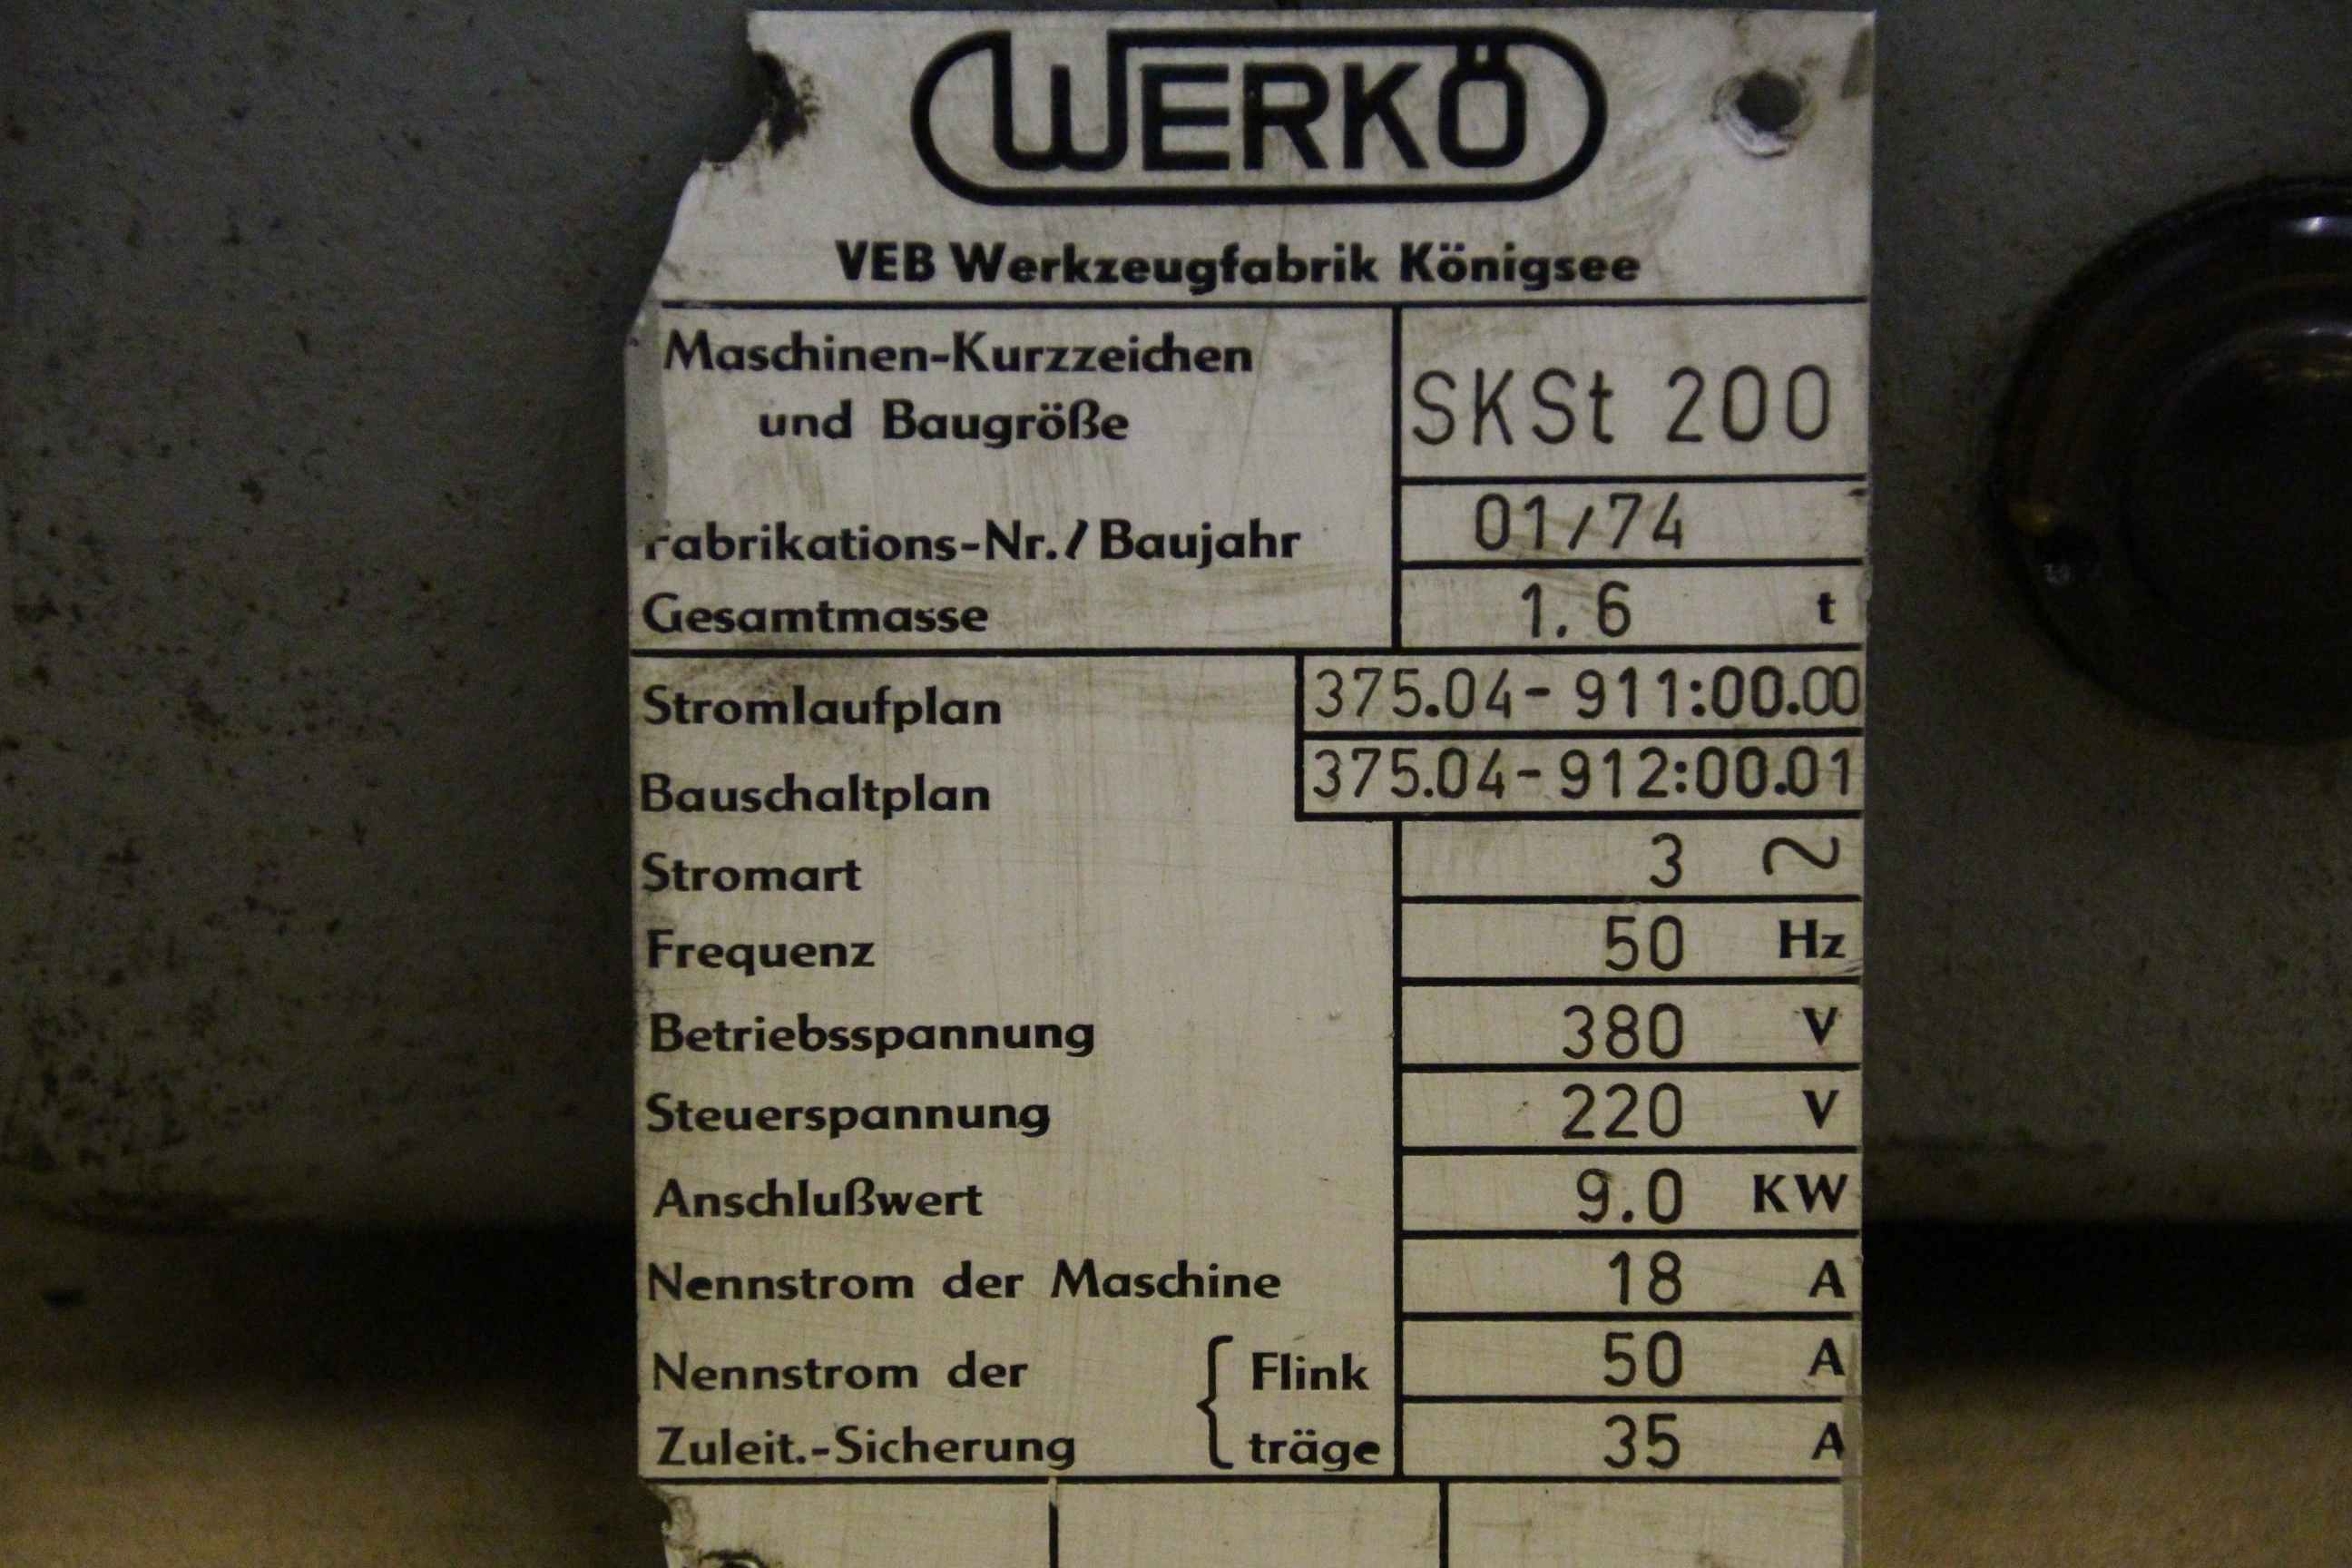 WERKÖ
VEB Werkzeugfabrik Königsee
Maschinen-Kurzzeichen
und Baugröße
SKSt 200
Fabrikations-Nr./Baujahr 01/74
Gesamtmasse 1.6 t
Stromlaufplan 375.04-911:00.00
Bauschaltplan 375.04-912:00.01
Stromart 3 ~
Frequenz 50 Hz
Betriebsspannung 380 V
Steuerspannung 220 V
Anschlußwert 9.0 KW
Nennstrom der Maschine 18 A
Nennstrom der { Flink 50 A
Zuleit.-Sicherung träge 35 A